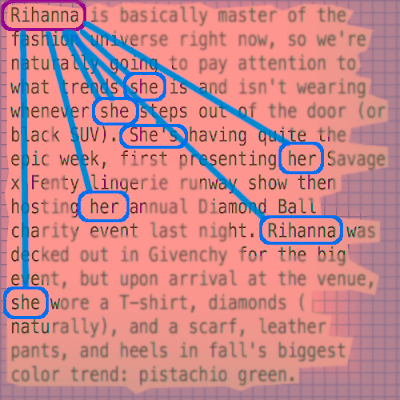 Rihanna is basically master of the
fashion universe right now, so we're
naturally going to pay attention to
what trends she is and isn't wearing
whenever she steps out of the door (or
black SUV). She's having quite the
epic week, first presenting her Savage
x Fenty lingerie runway show then
hosting her annual Diamond Ball
charity event last night. Rihanna was
decked out in Givenchy for the big
event, but upon arrival at the venue,
she wore a T-shirt, diamonds (
naturally), and a scarf, leather
pants, and heels in fall's biggest
color trend: pistachio green.